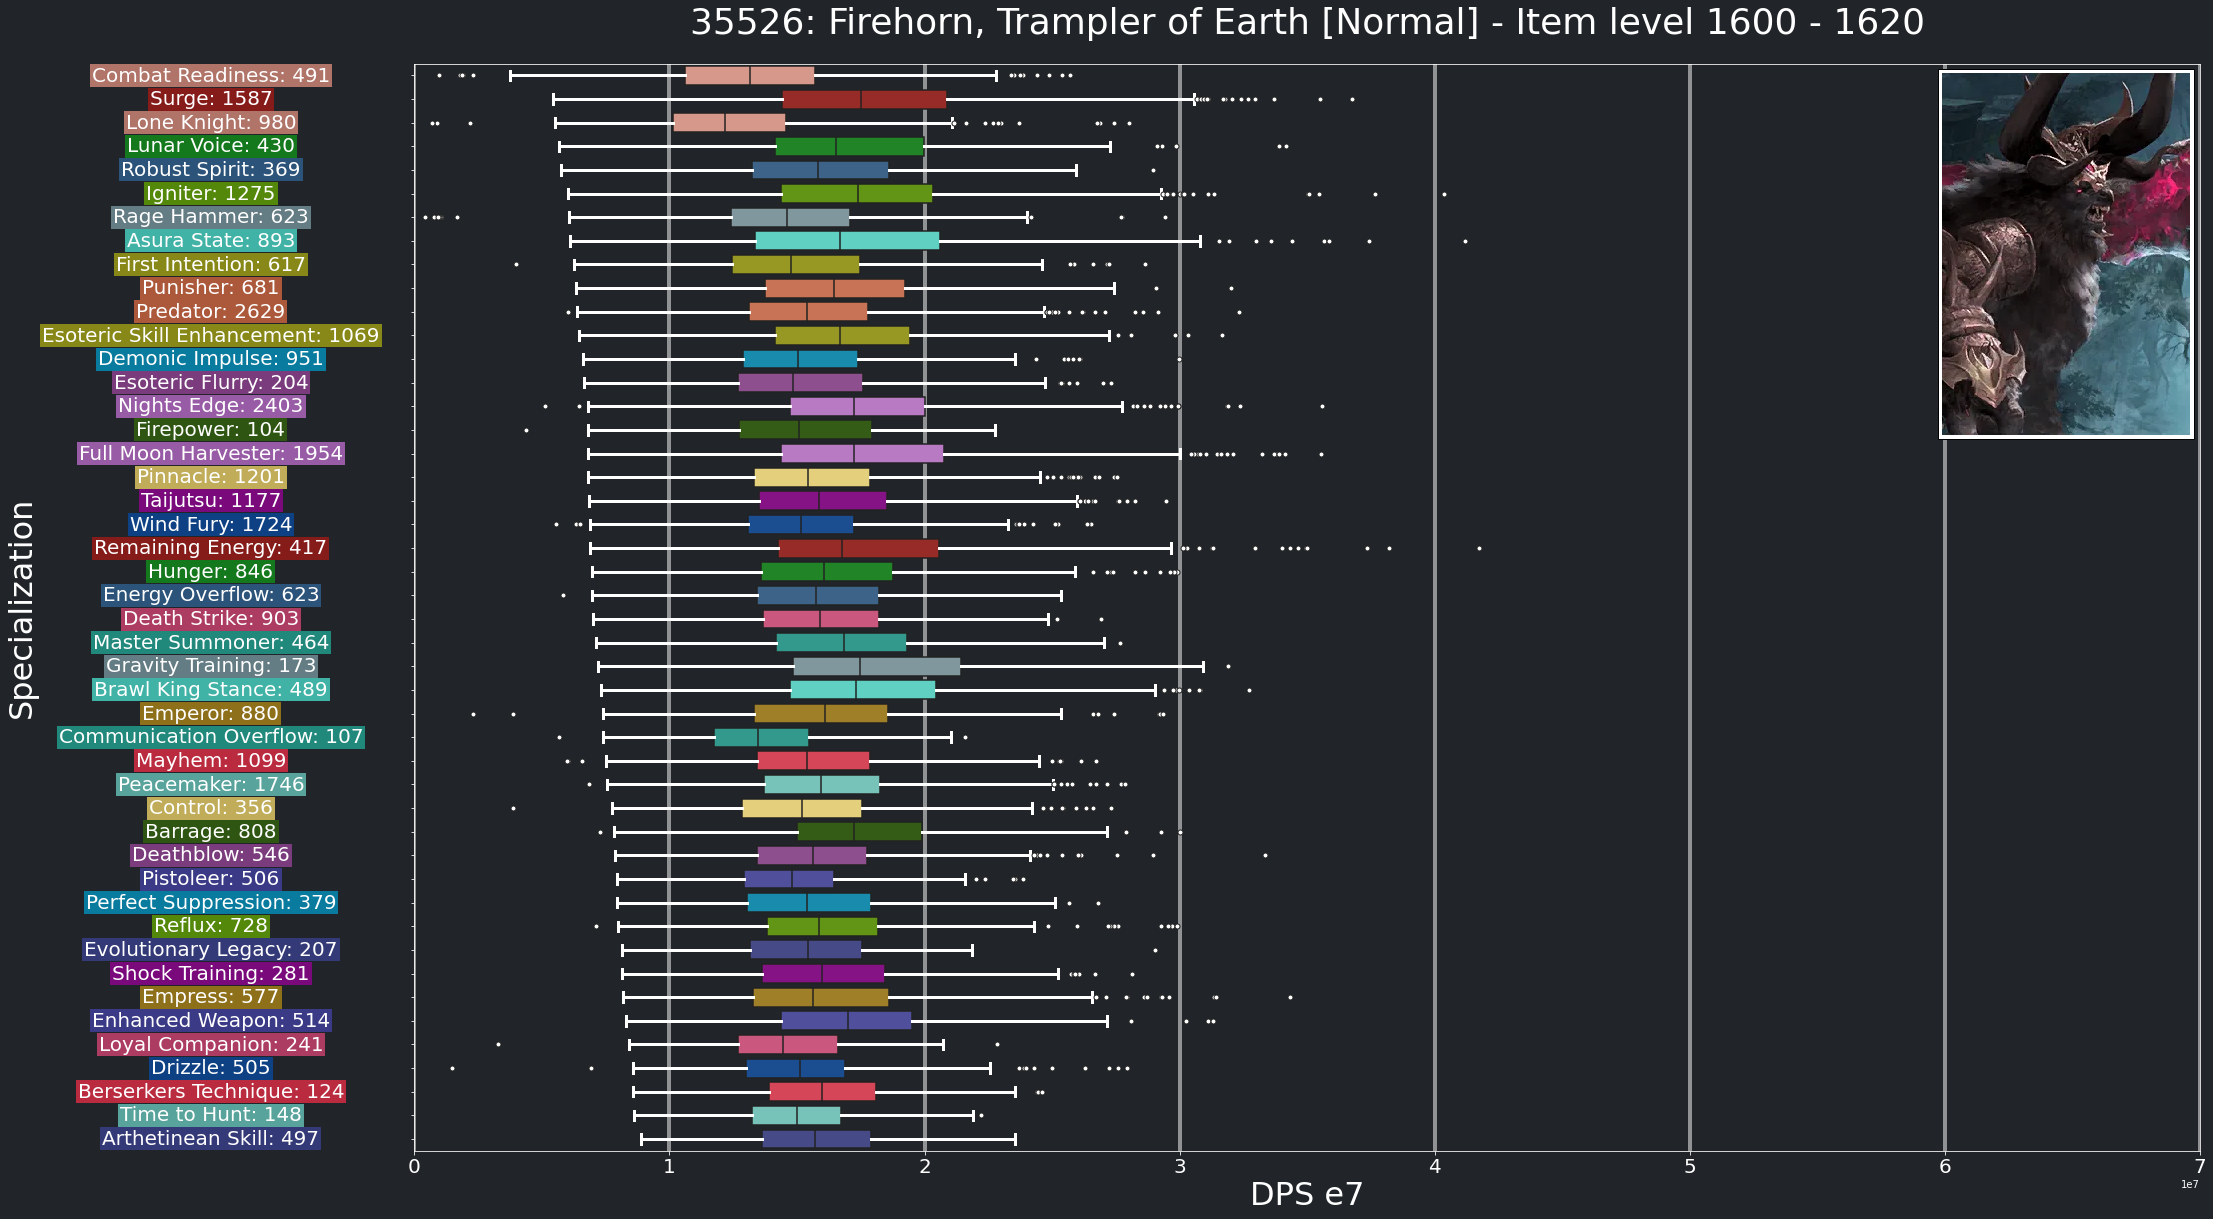 35526: Firehorn, Trampler of Earth [Normal] - Item level 1600 - 1620
Combat Readiness: 491
Surge: 1587
Lone Knight: 980
Lunar Voice: 430
Robust Spirit: 369
Igniter: 1275
Rage Hammer: 623
Asura State: 893
First Intention: 617
Punisher: 681
Predator: 2629
Esoteric Skill Enhancement: 1069
Demonic Impulse: 951
Esoteric Flurry: 204
Nights Edge: 2403
Firepower: 104
Full Moon Harvester: 1954
Pinnacle: 1201
Taijutsu: 1177
Wind Fury: 1724
Remaining Energy: 417
Hunger: 846
Energy Overflow: 623
Death Strike: 903
Master Summoner: 464
Gravity Training: 173
Brawl King Stance: 489
Emperor: 880
Communication Overflow: 107
Mayhem: 1099
Peacemaker: 1746
Control: 356
Barrage: 808
Deathblow: 546
Pistoleer: 506
Perfect Suppression: 379
Reflux: 728
Evolutionary Legacy: 207
Shock Training: 281
Empress: 577
Enhanced Weapon: 514
Loyal Companion: 241
Drizzle: 505
Berserkers Technique: 124
Time to Hunt: 148
Arthetinean Skill: 497
Specialization
0 1 2 3 4 5 6 7
1e7
DPS e7